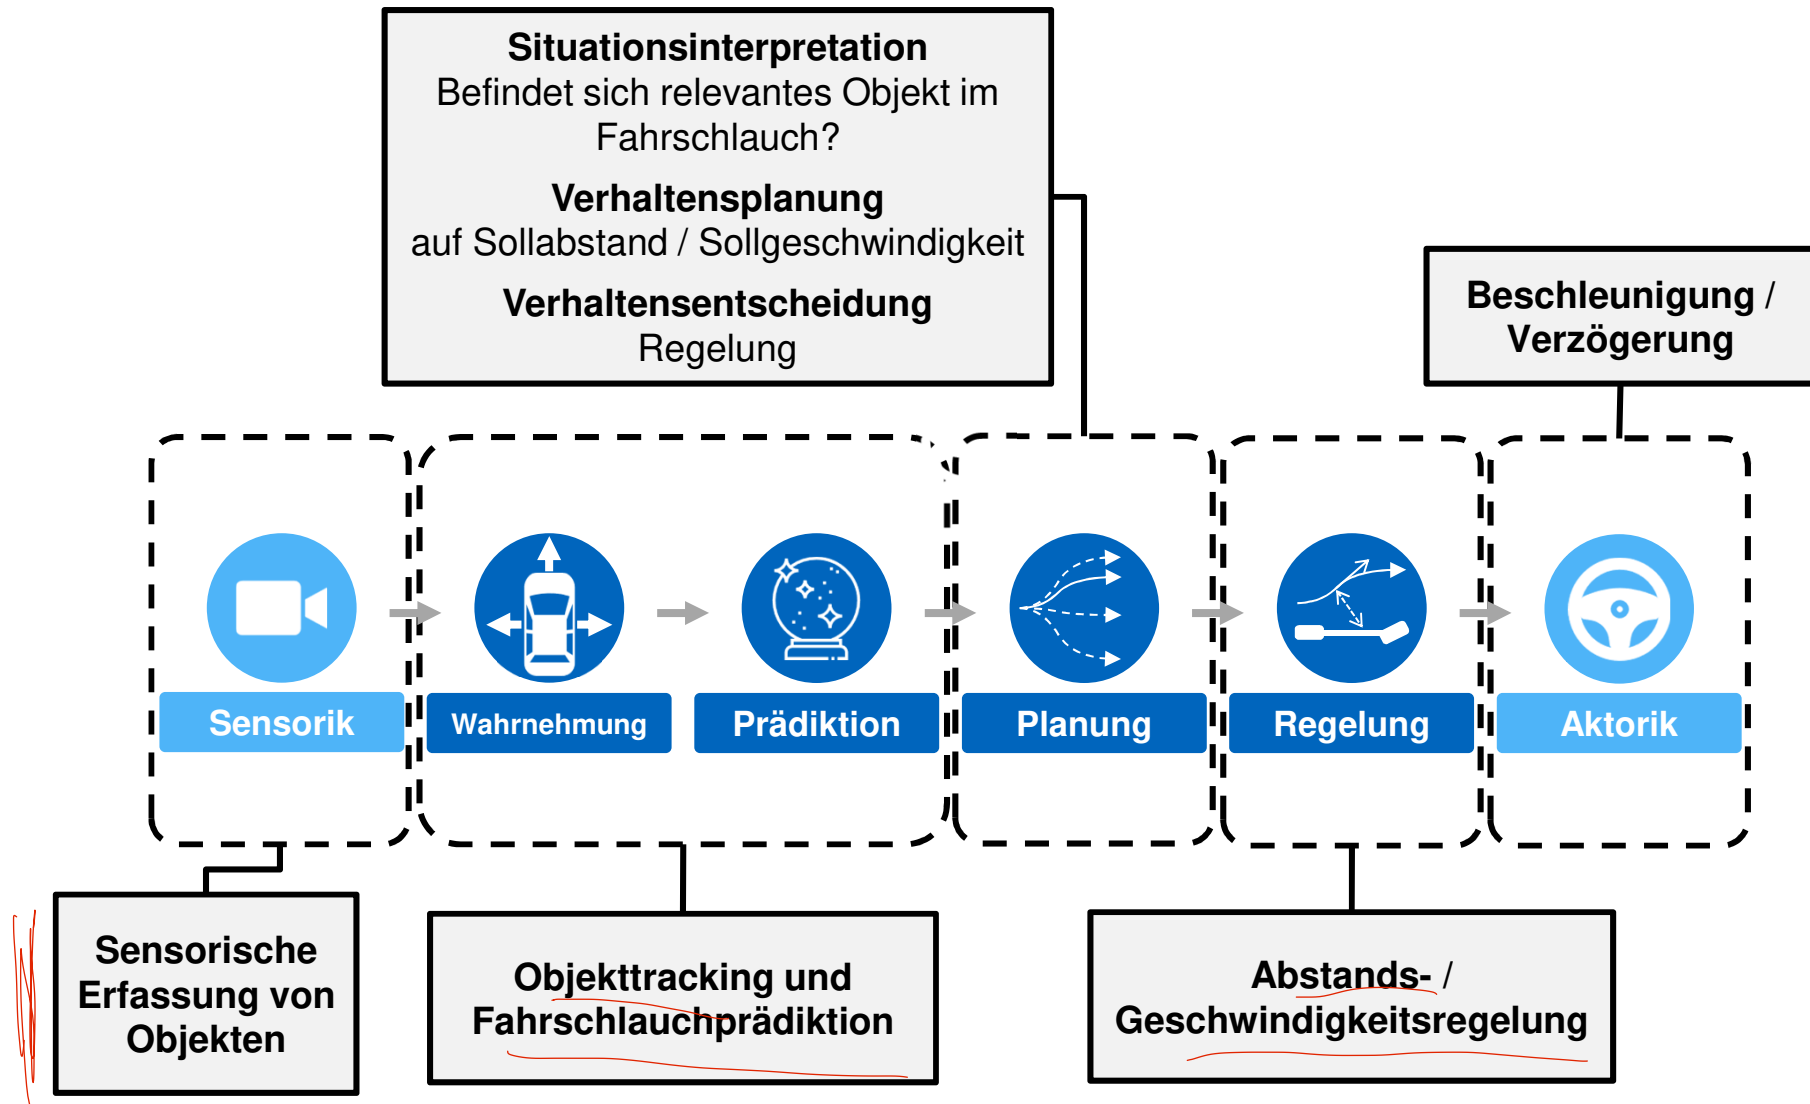 Situationsinterpretation
Befindet sich relevantes Objekt im
Fahrschlauch?
Verhaltensplanung
auf Sollabstand / Sollgeschwindigkeit
Verhaltensentscheidung
Regelung
Beschleunigung /
Verzögerung
Sensorik
Wahrnehmung
Prädiktion
Planung
Regelung
Aktorik
Sensorische
Erfassung von
Objekten
Objekttracking und
Fahrschlauchprädiktion
Abstands- /
Geschwindigkeitsregelung